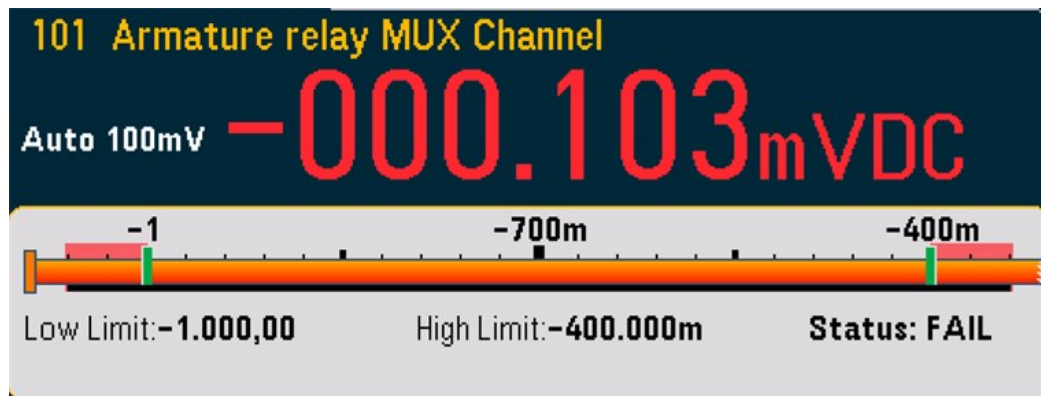 101 Armature relay MUX Channel
Auto 100mV -000.103mVDC
-1 -700m -400m
Low Limit:-1.000,00 High Limit:-400.000m Status: FAIL